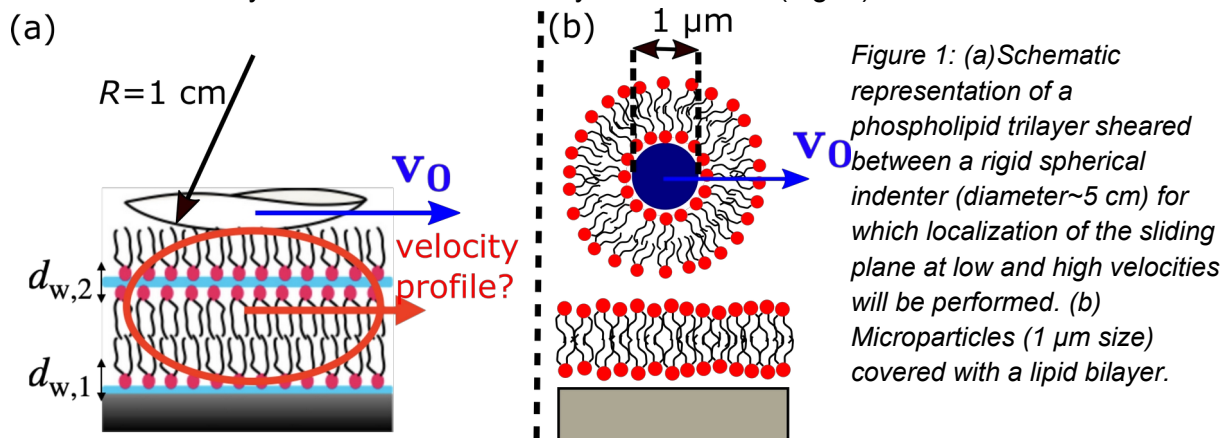 (a)
R=1 cm
v0
velocity
profile?
dw,2
dw,1
(b)
1 μm
v0
Figure 1: (a)Schematic
representation of a
phospholipid trilayer sheared
between a rigid spherical
indenter (diameter~5 cm) for
which localization of the sliding
plane at low and high velocities
will be performed. (b)
Microparticles (1 μm size)
covered with a lipid bilayer.